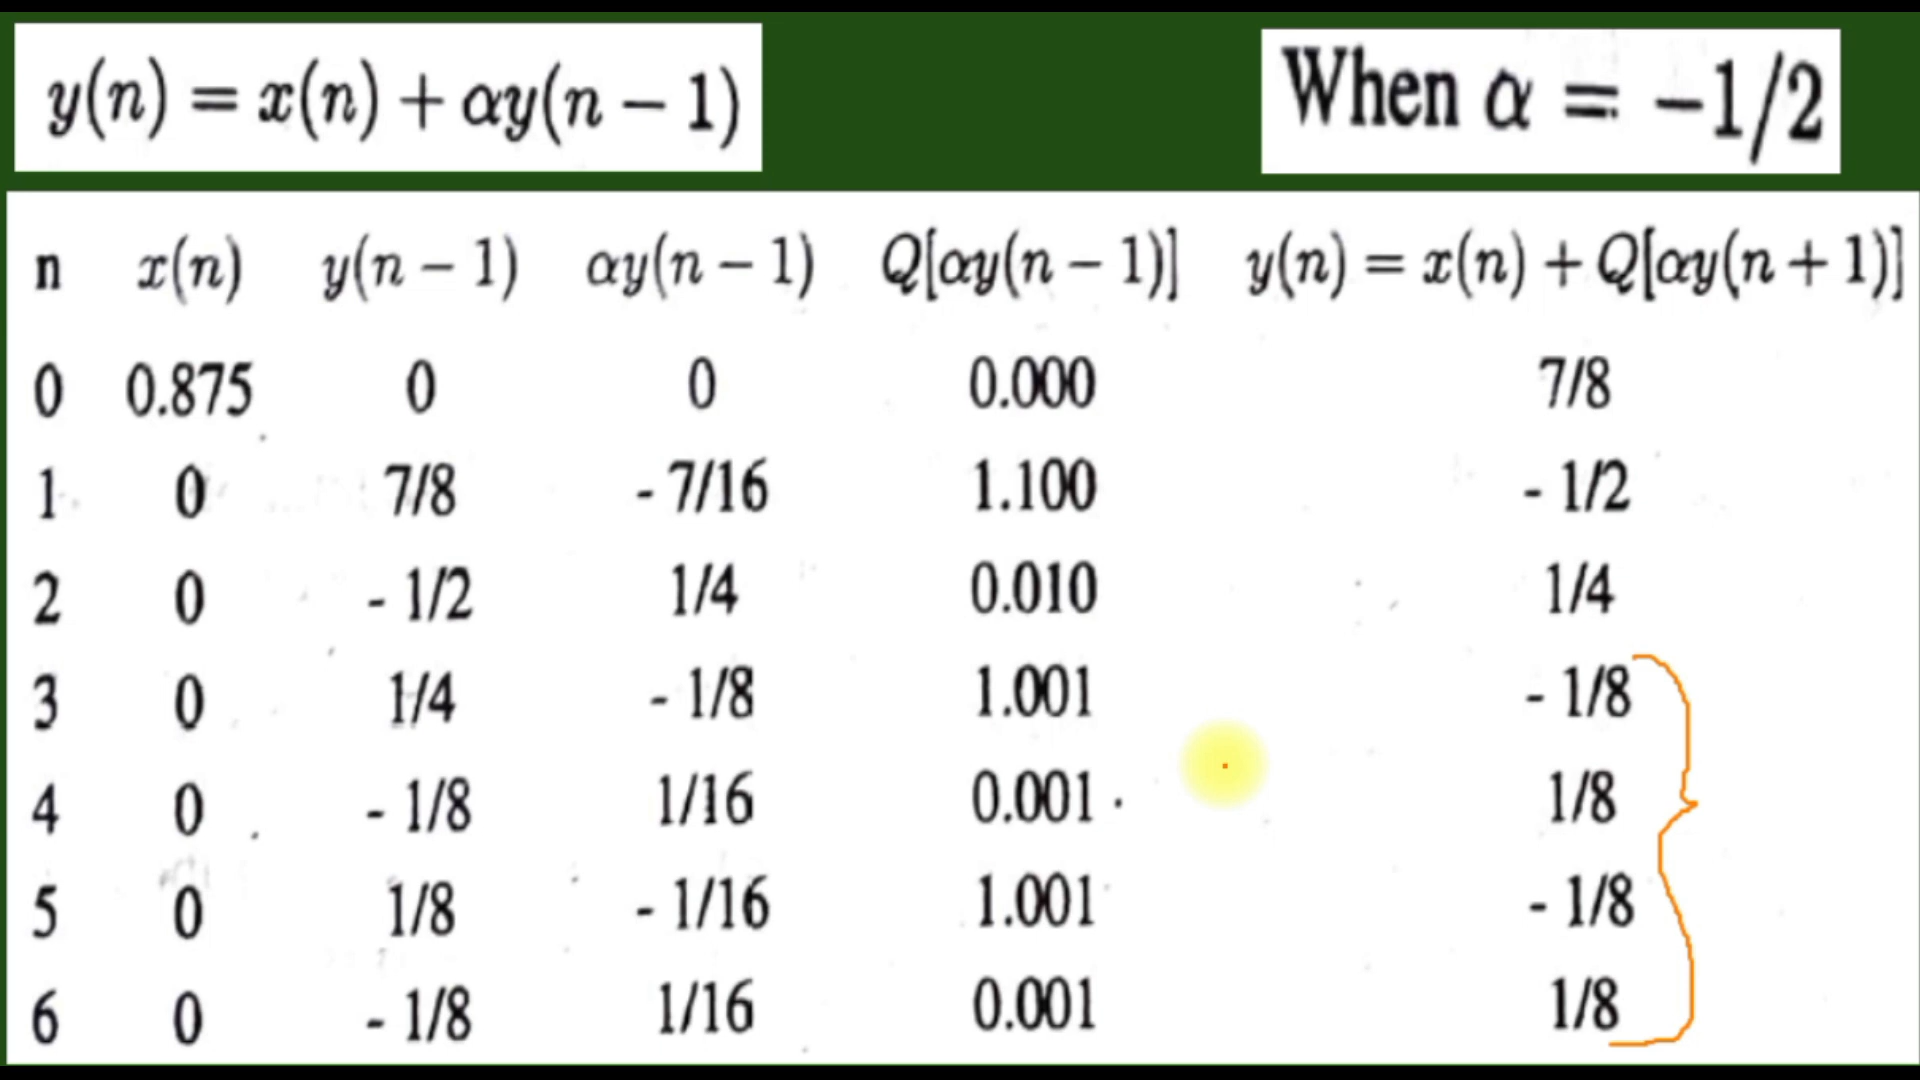 y(n) = x(n) + αy(n − 1)
When α = −1/2
n x(n) y(n − 1) αy(n − 1) Q[αy(n − 1)] y(n) = x(n) + Q[αy(n + 1)]
0 0.875 0 0 0.000 7/8
1 0 7/8 - 7/16 1.100 - 1/2
2 0 - 1/2 1/4 0.010 1/4
3 0 1/4 - 1/8 1.001 - 1/8
4 0 - 1/8 1/16 0.001 1/8
5 0 1/8 - 1/16 1.001 - 1/8
6 0 - 1/8 1/16 0.001 1/8